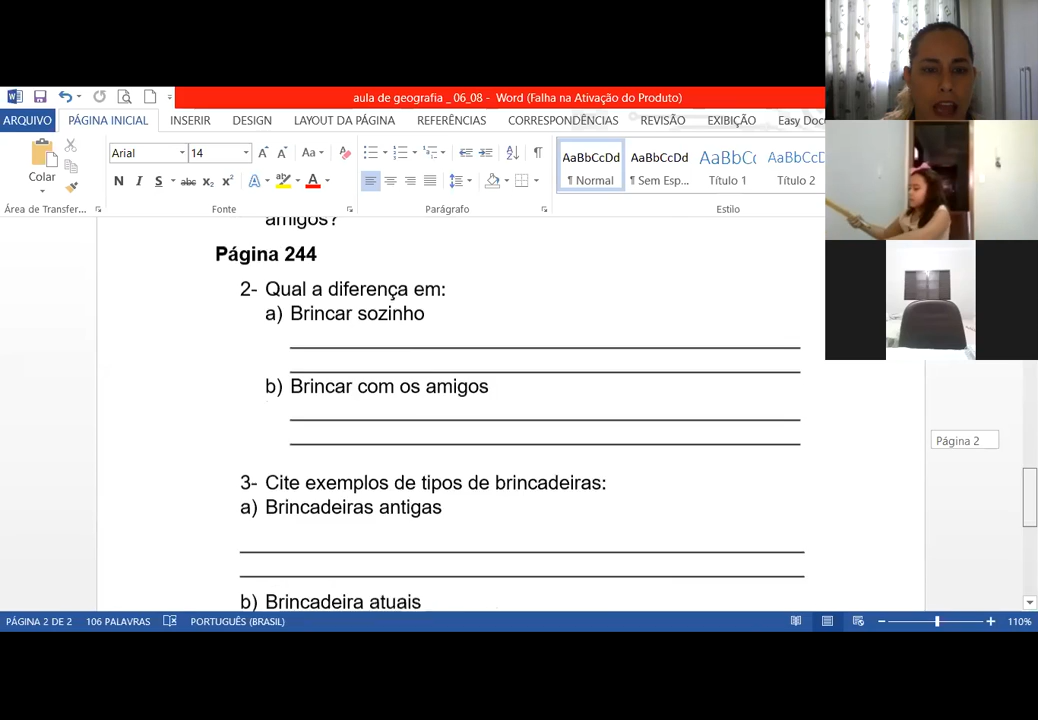 aula de geografia _ 06_08 - Word (Falha na Ativação do Produto)
ARQUIVO PÁGINA INICIAL INSERIR DESIGN LAYOUT DA PÁGINA REFERÊNCIAS CORRESPONDÊNCIAS REVISÃO EXIBIÇÃO Easy Doc
Colar
Arial 14 Aa
N I S abc x₂ x² A A
AaBbCcDd AaBbCcDd AaBbCc AaBbCcD
¶ Normal ¶ Sem Esp... Título 1 Título 2
Área de Transfer... Fonte Parágrafo Estilo
amigos?
Página 244
2- Qual a diferença em:
a) Brincar sozinho
b) Brincar com os amigos
Página 2
3- Cite exemplos de tipos de brincadeiras:
a) Brincadeiras antigas
b) Brincadeira atuais
PÁGINA 2 DE 2 106 PALAVRAS PORTUGUÊS (BRASIL) 110%